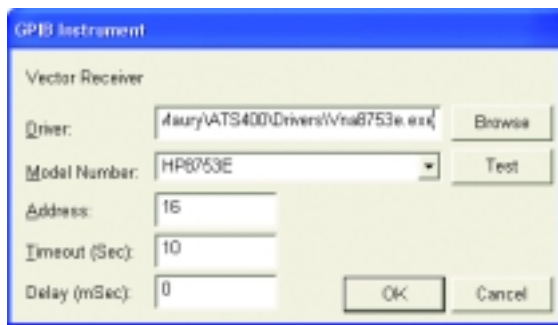 GPIB Instrument
Vector Receiver
Driver: Maury\ATS400\Drivers\Vna8753e.exe Browse
Model Number: HP8753E Test
Address: 16
Timeout (Sec): 10
Delay (mSec): 0 OK Cancel